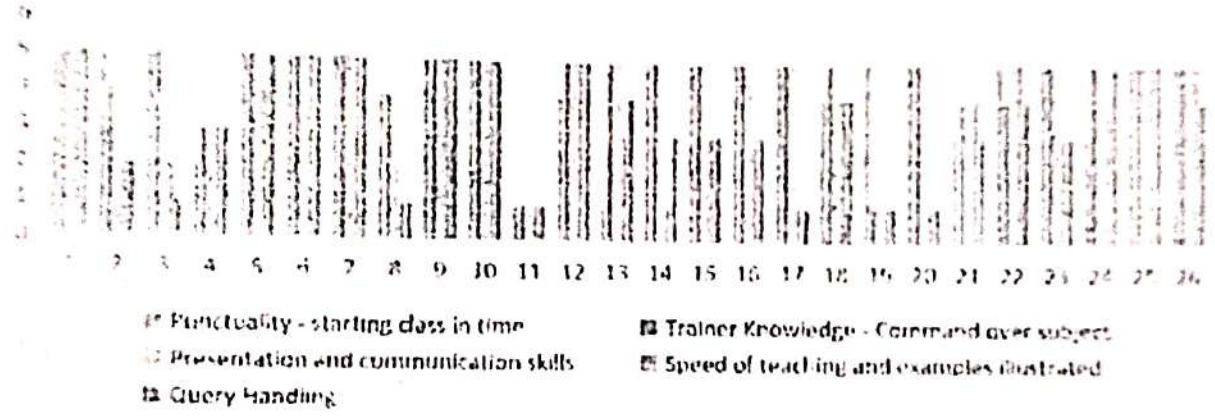 1 2 3 4 5 6 7 8 9 10 11 12 13 14 15 16 17 18 19 20 21 22 23 24 25 26
Punctuality - starting class in time
Trainer Knowledge - Command over subject
Presentation and communication skills
Speed of teaching and examples illustrated
Query Handling